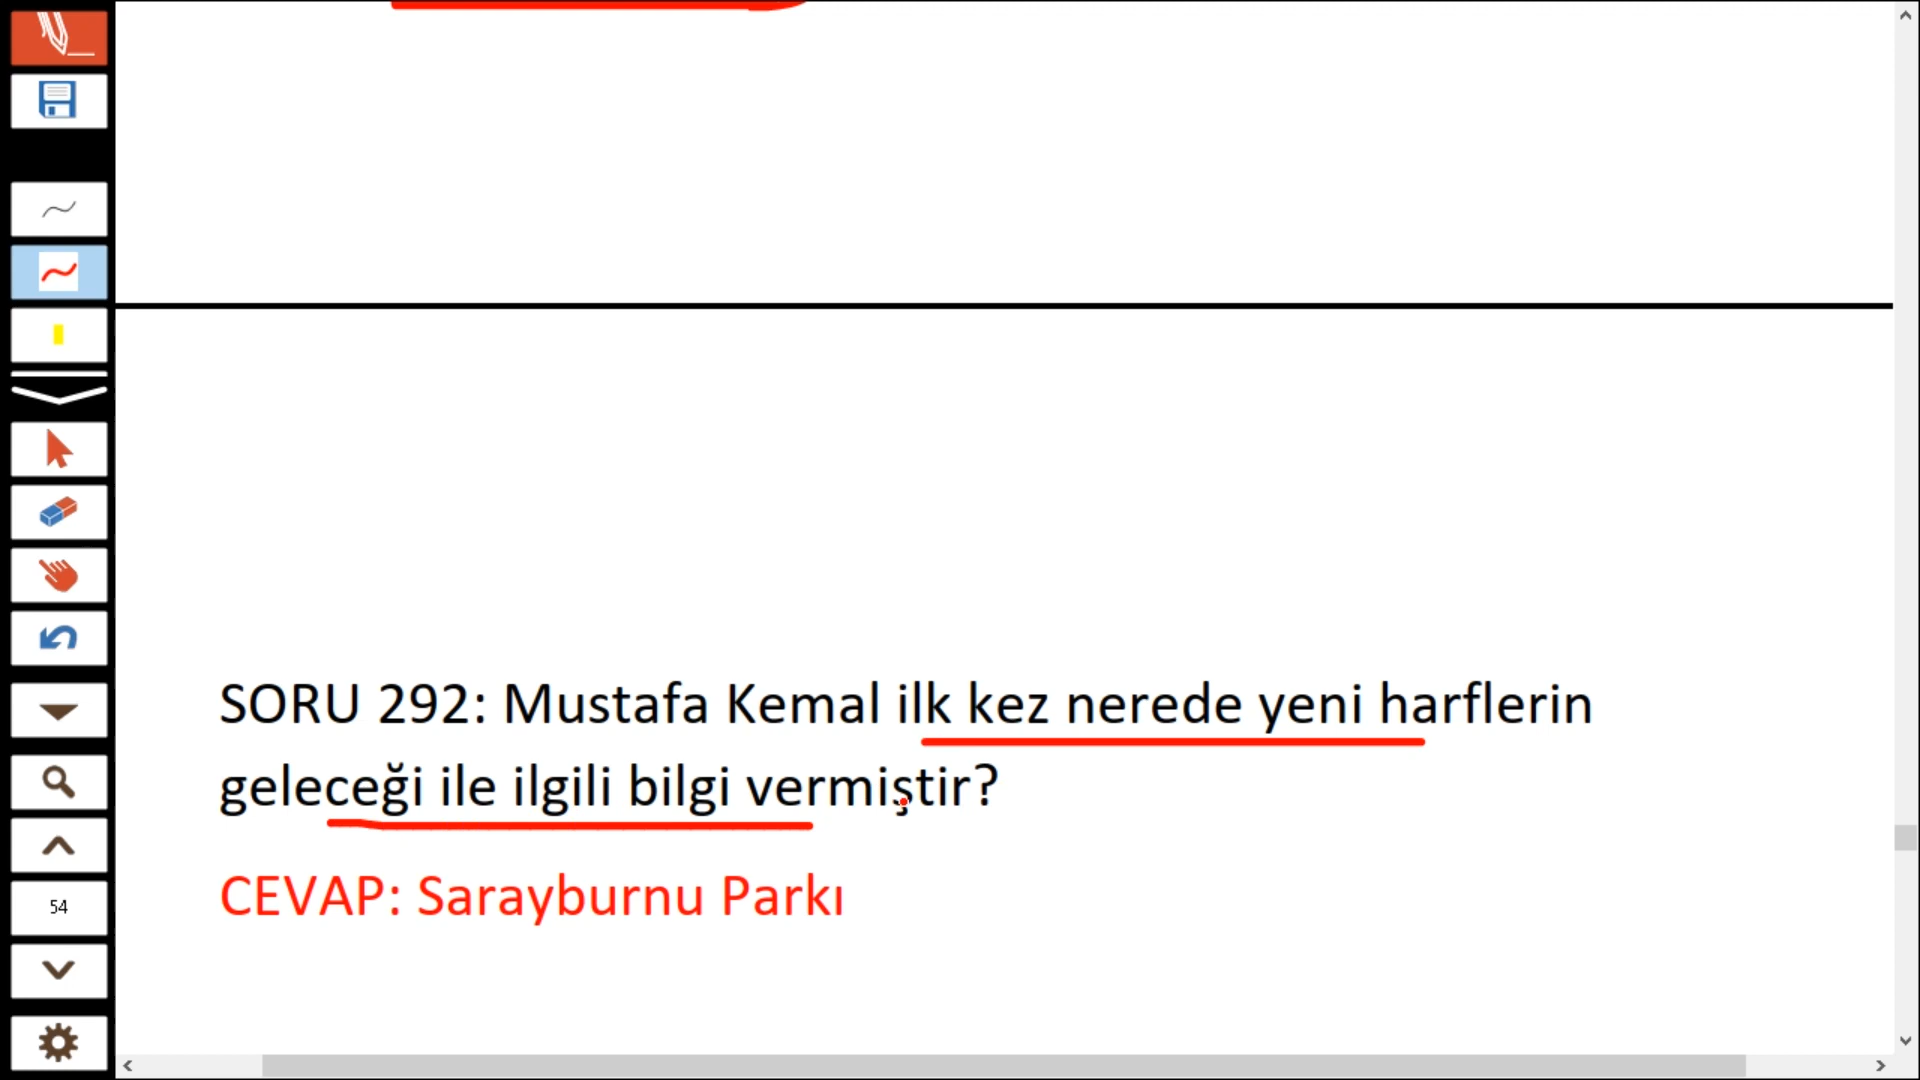 SORU 292: Mustafa Kemal ilk kez nerede yeni harflerin
geleceği ile ilgili bilgi vermiştir?
CEVAP: Sarayburnu Parkı
54